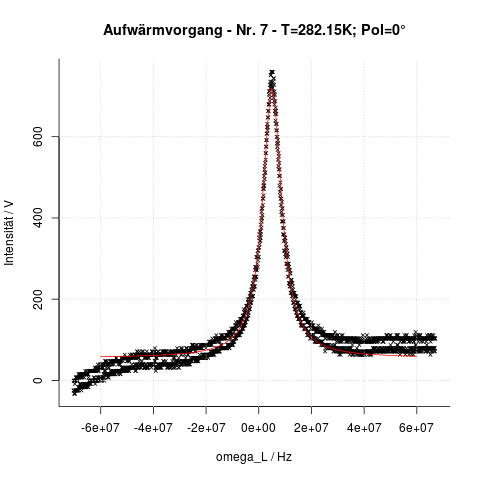 Aufwärmvorgang - Nr. 7 - T=282.15K; Pol=0°
Intensität / V
600
400
200
0
-6e+07 -4e+07 -2e+07 0e+00 2e+07 4e+07 6e+07
omega_L / Hz